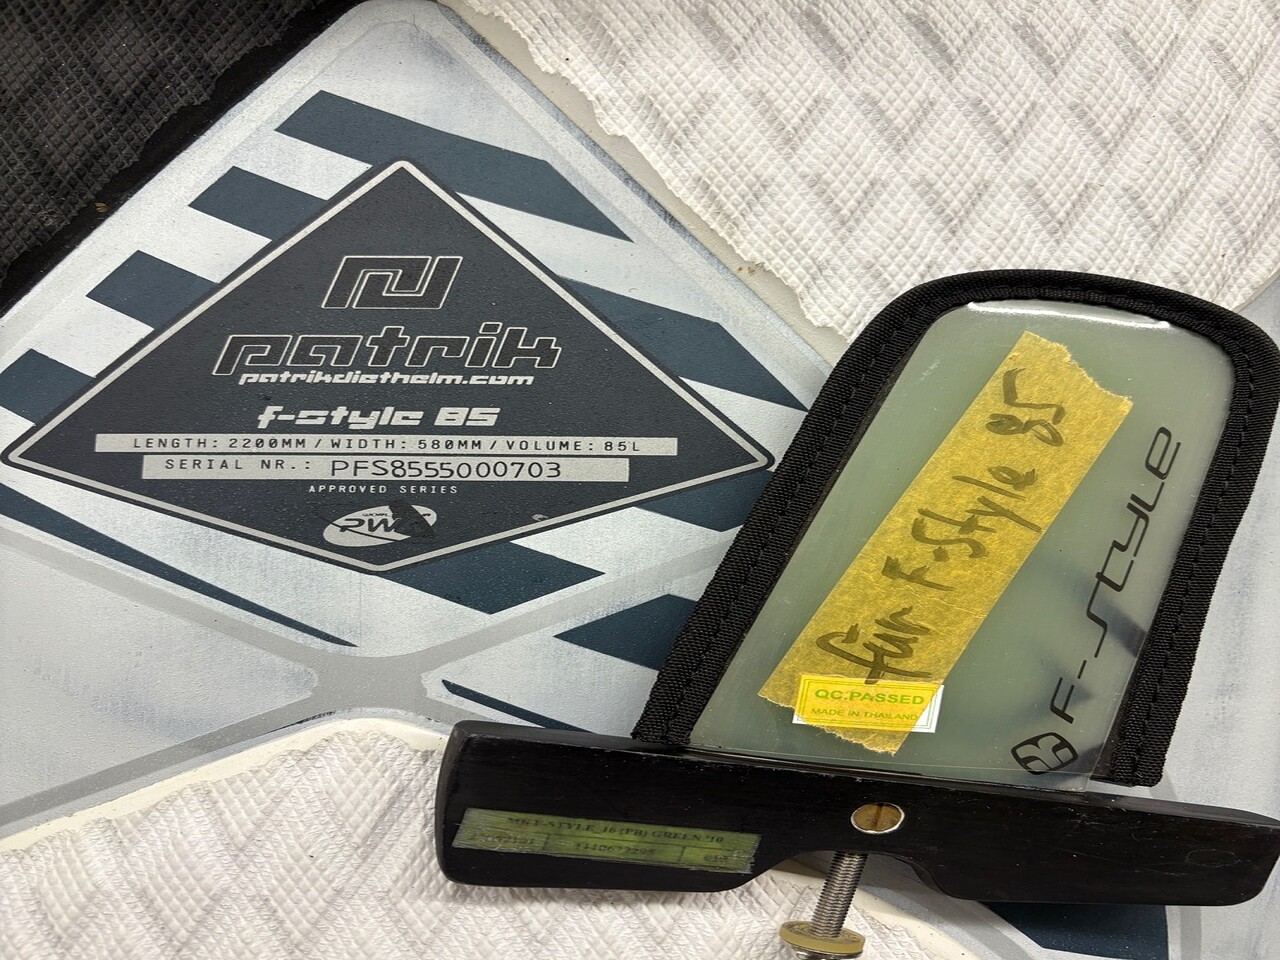 patrik
patrikdiethelm.com
f-style 85
LENGTH: 2200MM / WIDTH: 580MM / VOLUME: 85L
SERIAL NR.: PFS8555000703
APPROVED SERIES
für F-Style 85
F-STYLE
QC.PASSED
MADE IN THAILAND
GREEN